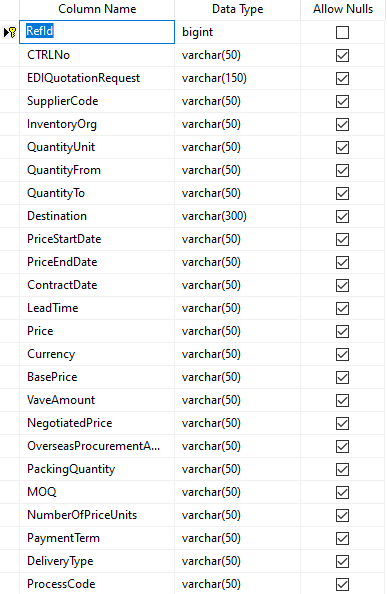 Column Name Data Type Allow Nulls
RefId bigint
CTRLNo varchar(50)
EDIQuotationRequest varchar(150)
SupplierCode varchar(50)
InventoryOrg varchar(50)
QuantityUnit varchar(50)
QuantityFrom varchar(50)
QuantityTo varchar(50)
Destination varchar(300)
PriceStartDate varchar(50)
PriceEndDate varchar(50)
ContractDate varchar(50)
LeadTime varchar(50)
Price varchar(50)
Currency varchar(50)
BasePrice varchar(50)
VaveAmount varchar(50)
NegotiatedPrice varchar(50)
OverseasProcurementA... varchar(50)
PackingQuantity varchar(50)
MOQ varchar(50)
NumberOfPriceUnits varchar(50)
PaymentTerm varchar(50)
DeliveryType varchar(50)
ProcessCode varchar(50)